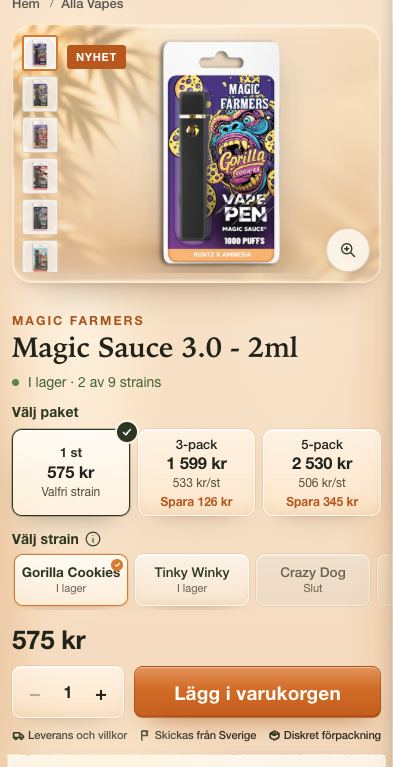 Hem / Alla Vapes
NYHET
MAGIC
FARMERS
Gorilla
COOKIES
VAPE
PEN
MAGIC SAUCE
1000 PUFFS
RUNTZ X AMNESIA
MAGIC FARMERS
Magic Sauce 3.0 - 2ml
I lager · 2 av 9 strains
Välj paket
1 st
575 kr
Valfri strain
3-pack
1 599 kr
533 kr/st
Spara 126 kr
5-pack
2 530 kr
506 kr/st
Spara 345 kr
Välj strain
Gorilla Cookies
I lager
Tinky Winky
I lager
Crazy Dog
Slut
575 kr
− 1 +
Lägg i varukorgen
Leverans och villkor
Skickas från Sverige
Diskret förpackning